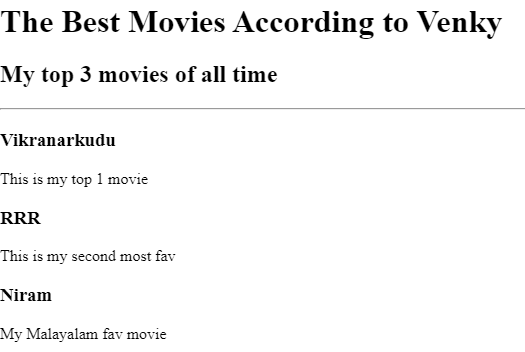 The Best Movies According to Venky
My top 3 movies of all time
Vikranarkudu
This is my top 1 movie
RRR
This is my second most fav
Niram
My Malayalam fav movie